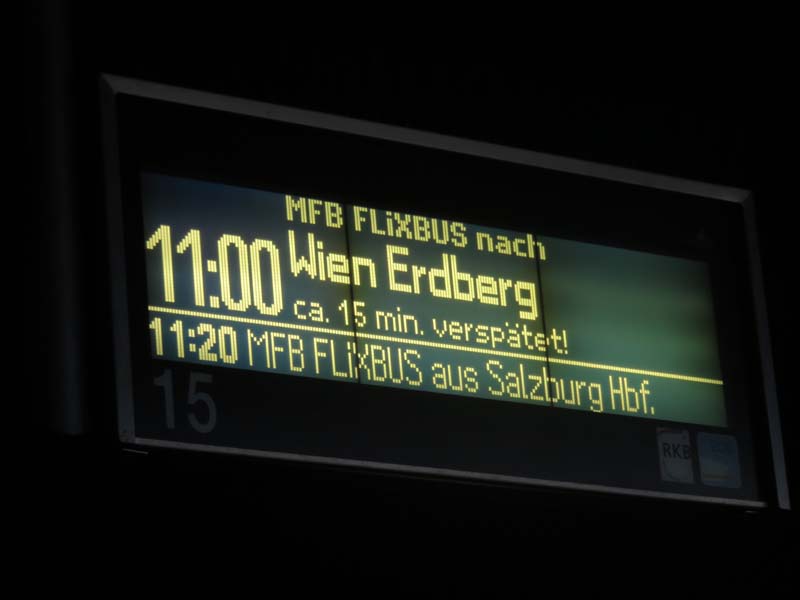 MFB FLiXBUS nach
11:00 Wien Erdberg
ca. 15 min. verspätet!
11:20 MFB FLiXBUS aus Salzburg Hbf.
15
RKB